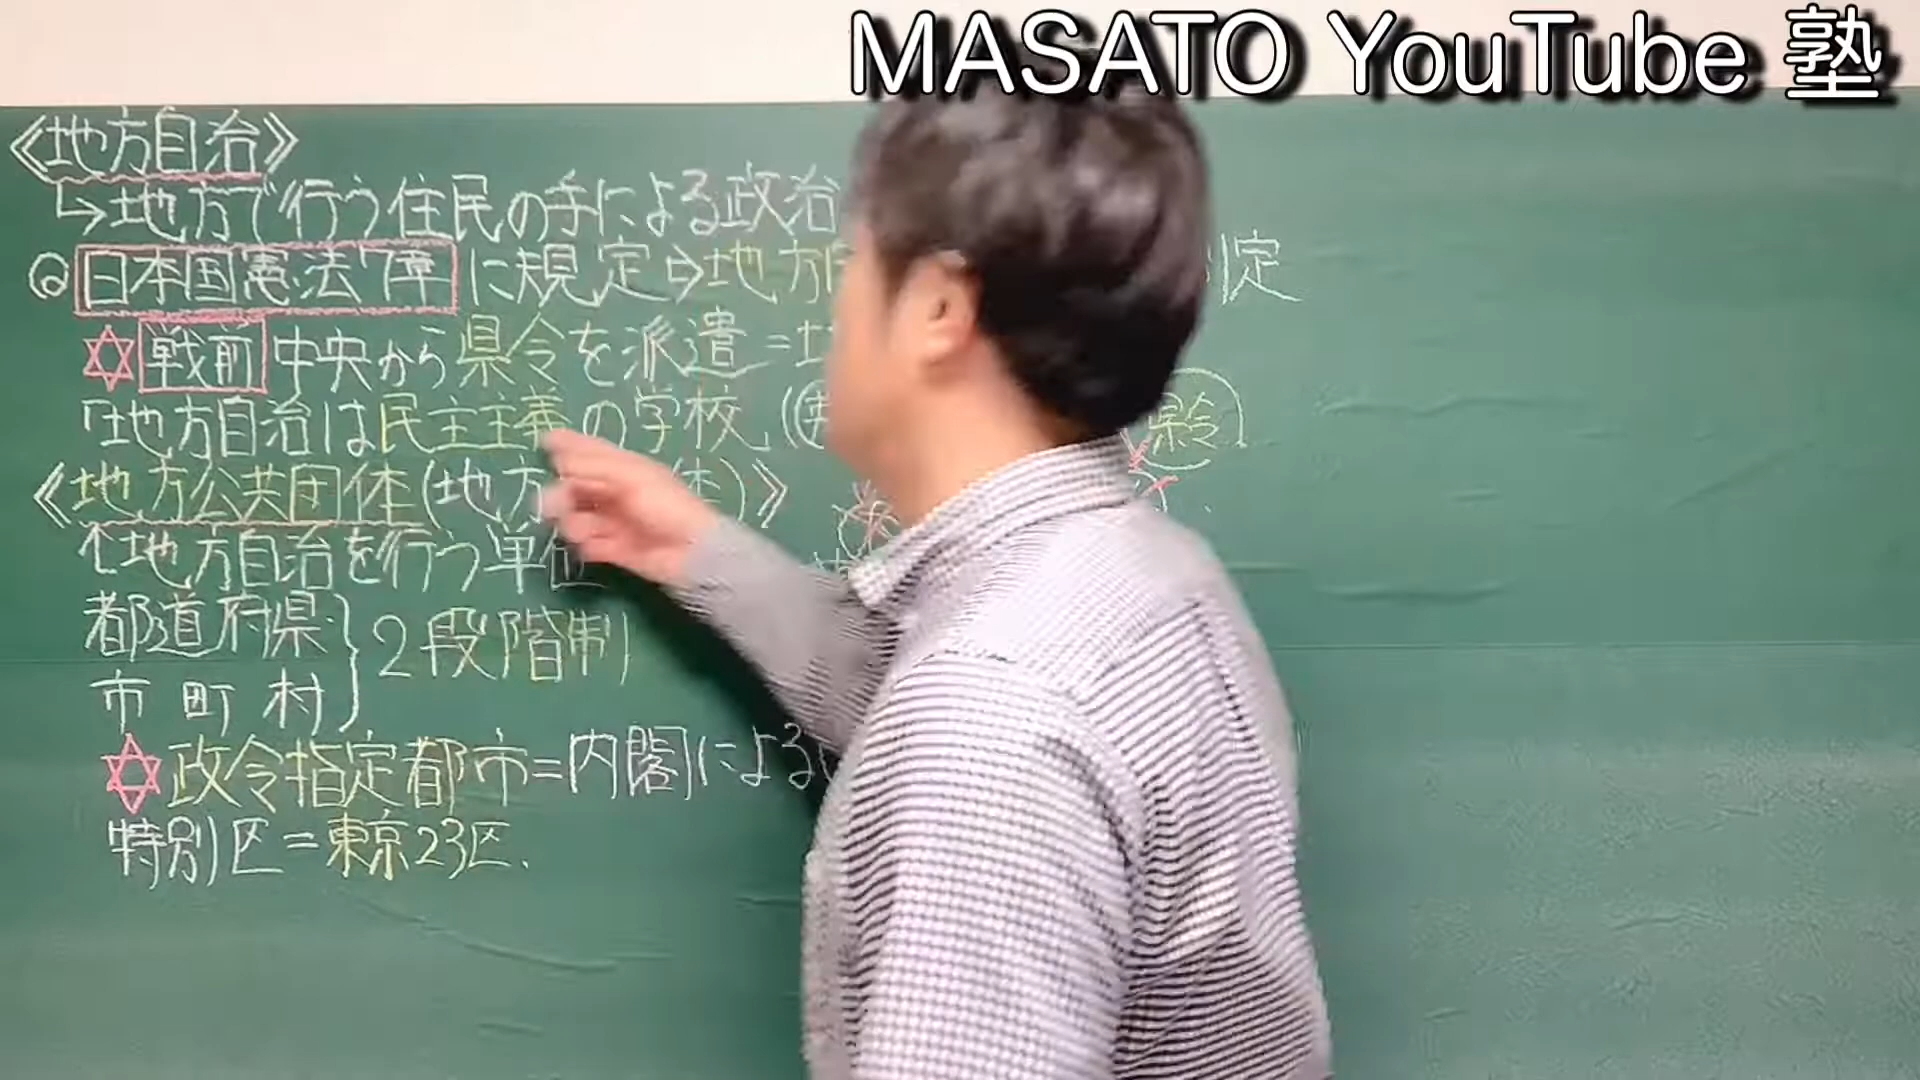 MASATO YouTube 塾
《地方自治》
↳地方で行う住民の手による政治
◎日本国憲法7章に規定⇨地方 定
✡戦前 中央から県令を派遣=
地方自治は民主主義の学校
県令
《地方公共団体(地方 体)》
地方自治を行う単位
都道府県
市町村
2段階制
✡政令指定都市=内閣による
特別区=東京23区.